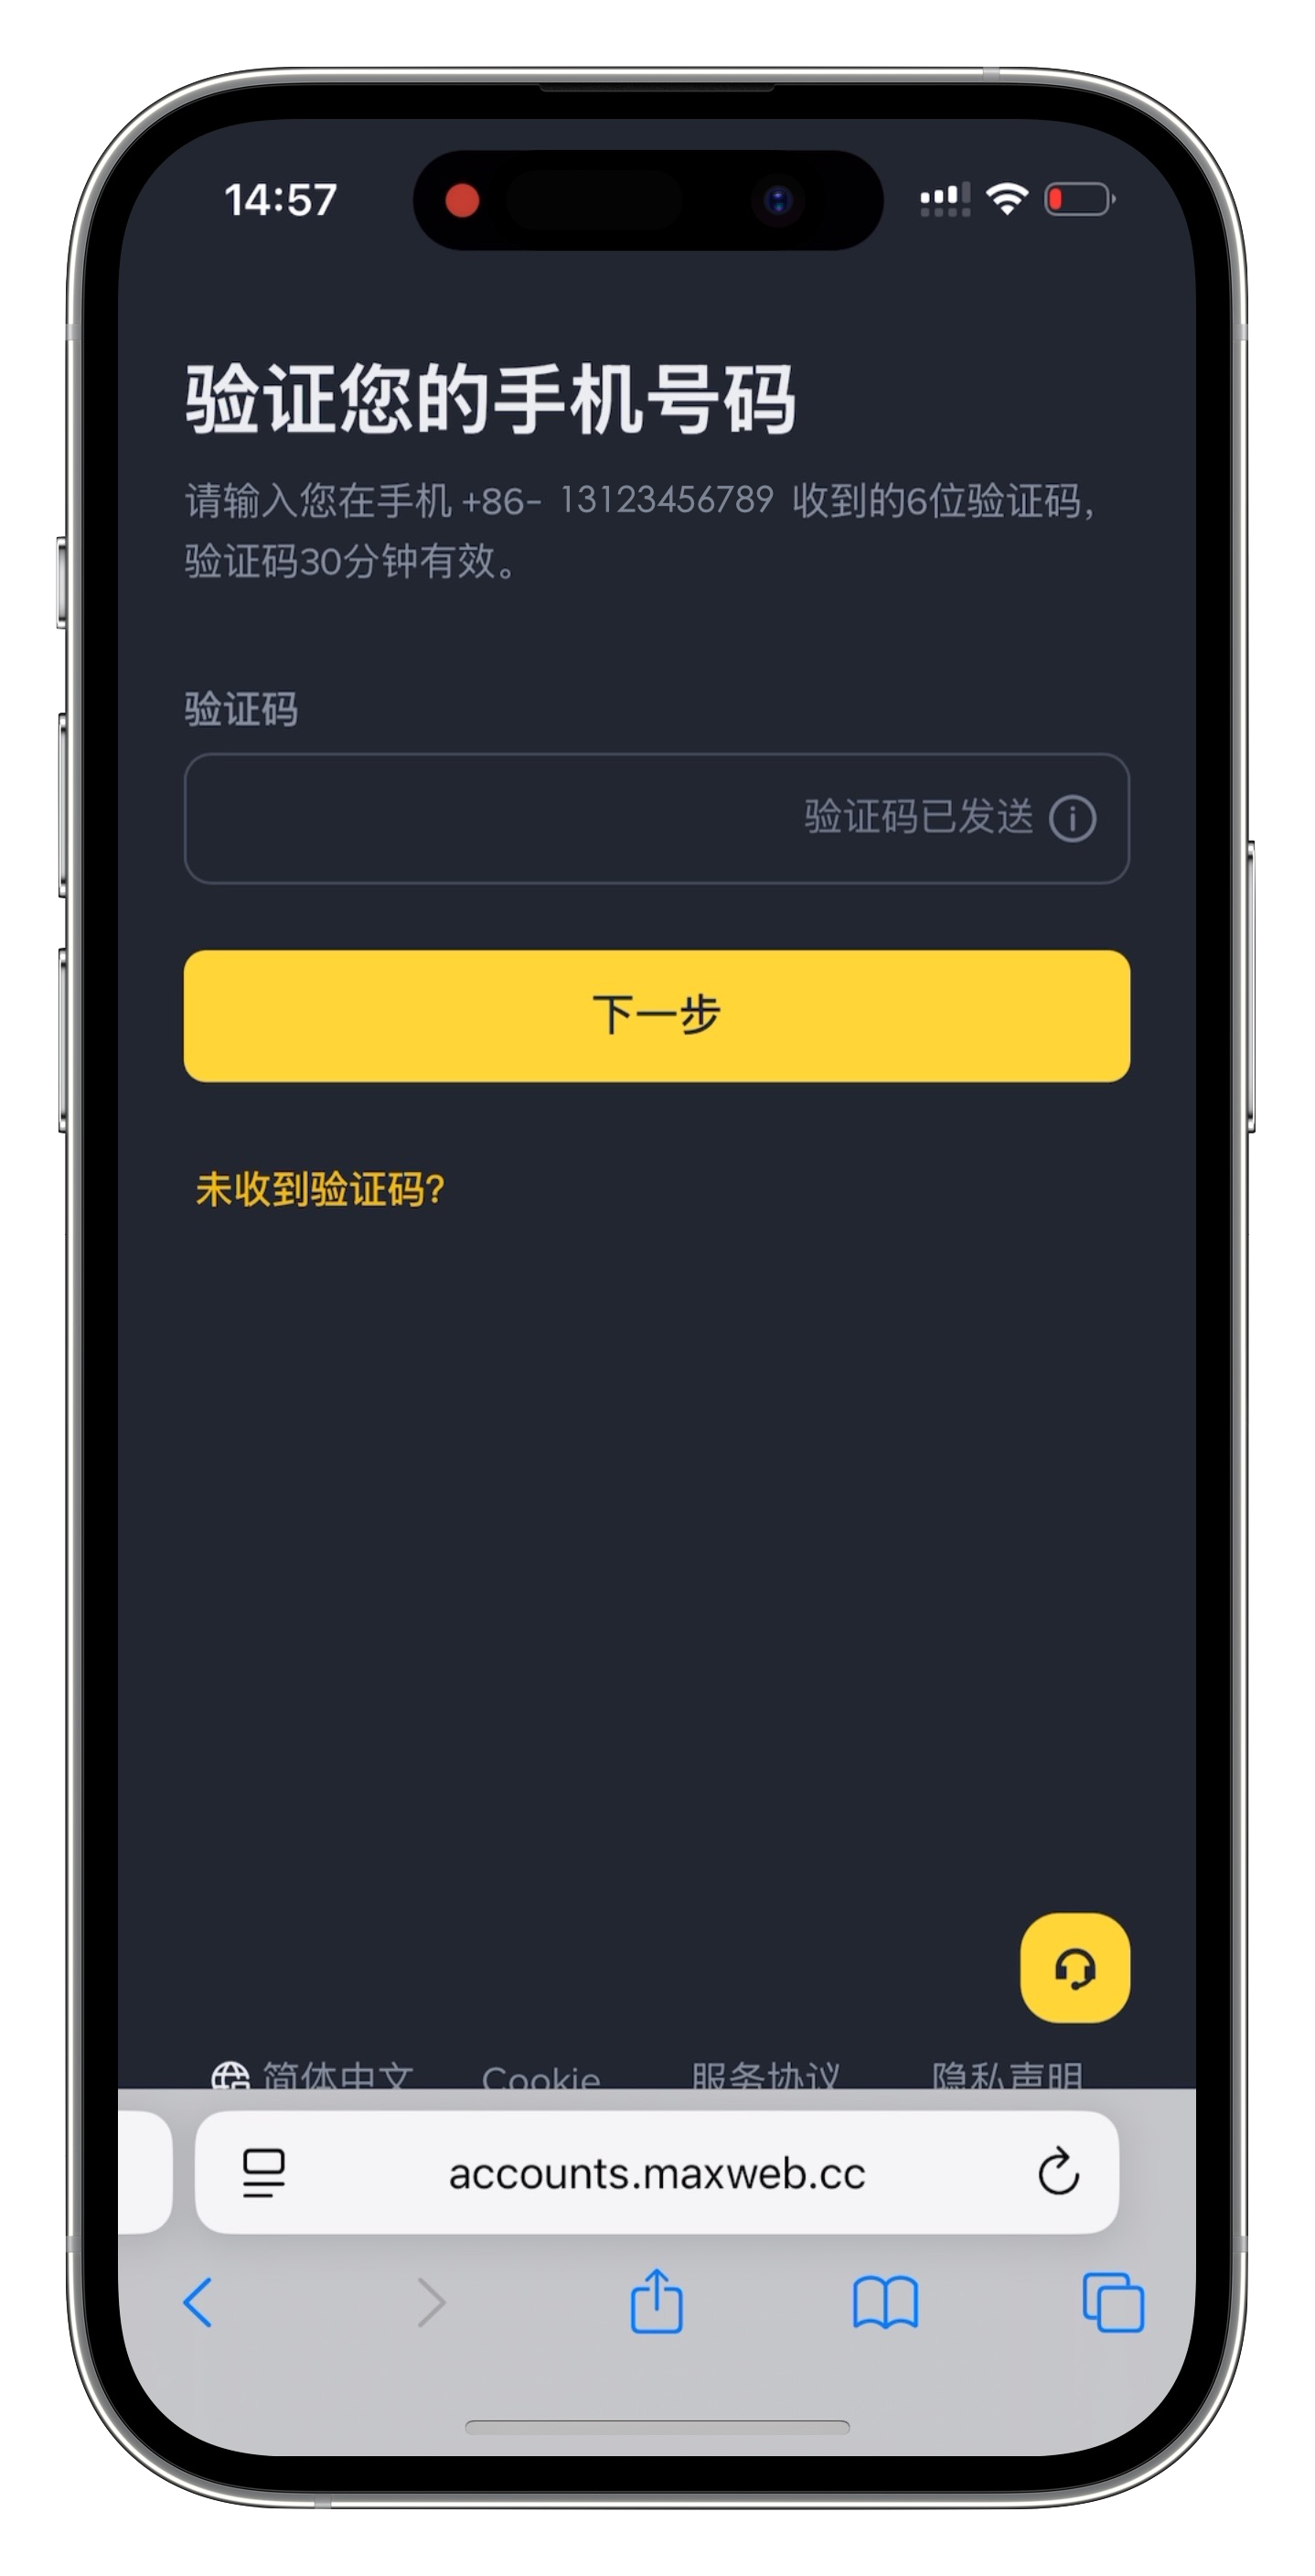 14:57
验证您的手机号码
请输入您在手机 +86- 13123456789 收到的6位验证码,
验证码30分钟有效。
验证码
验证码已发送
下一步
未收到验证码?
简体中文 Cookie 服务协议 隐私声明
accounts.maxweb.cc